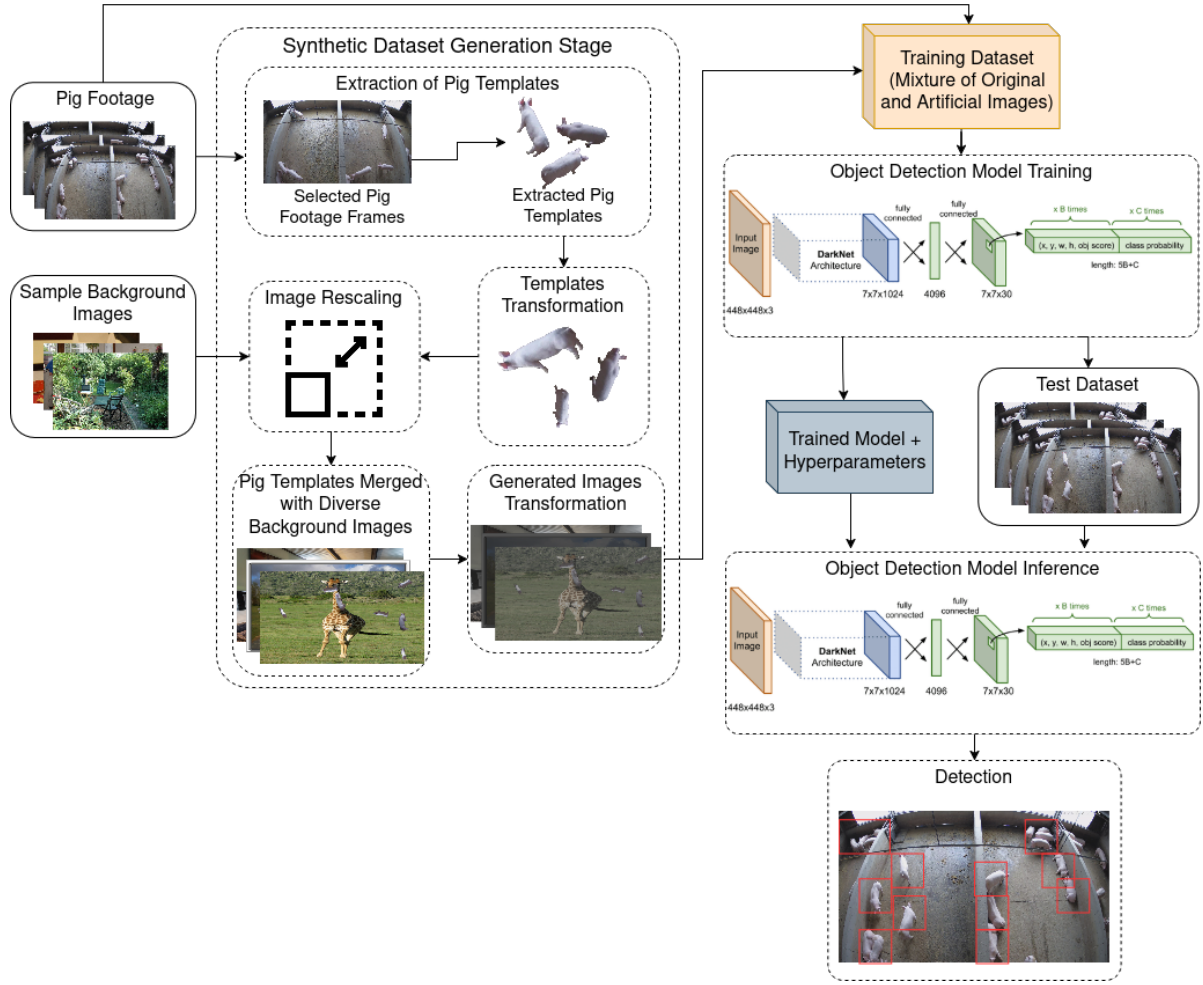 Synthetic Dataset Generation Stage
Pig Footage
Extraction of Pig Templates
Selected Pig
Footage Frames
Extracted Pig
Templates
Sample Background
Images
Image Rescaling
Templates
Transformation
Pig Templates Merged
with Diverse
Background Images
Generated Images
Transformation
Training Dataset
(Mixture of Original
and Artificial Images)
Object Detection Model Training
Input
Image
448x448x3
DarkNet
Architecture
7x7x1024
fully
connected
4096
fully
connected
7x7x30
x B times
x C times
(x, y, w, h, obj score)
class probability
length: 5B+C
Trained Model +
Hyperparameters
Test Dataset
Object Detection Model Inference
Input
Image
448x448x3
DarkNet
Architecture
7x7x1024
fully
connected
4096
fully
connected
7x7x30
x B times
x C times
(x, y, w, h, obj score)
class probability
length: 5B+C
Detection